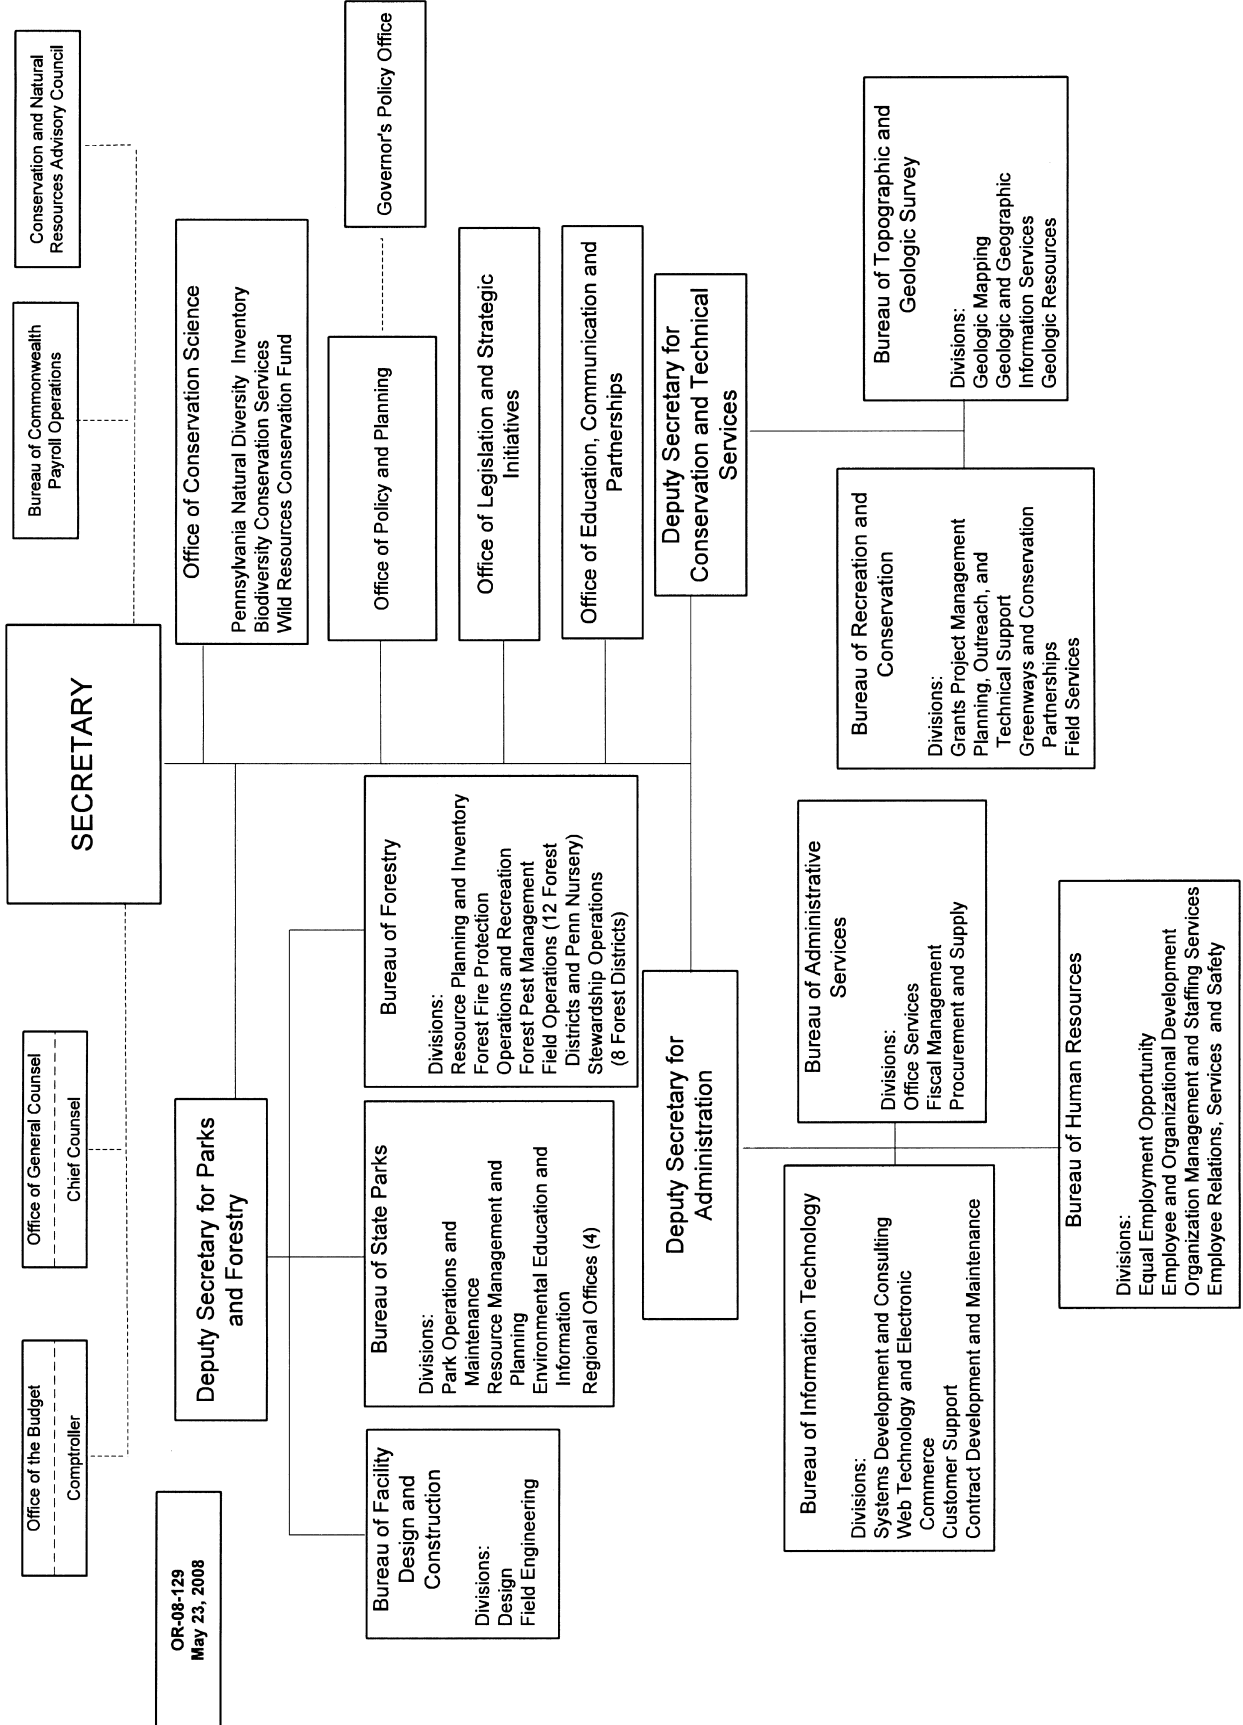 Office of the Budget
Comptroller
Office of General Counsel
Chief Counsel
SECRETARY
Bureau of Commonwealth
Payroll Operations
Conservation and Natural
Resources Advisory Council
OR-08-129
May 23, 2008
Deputy Secretary for Parks
and Forestry
Office of Conservation Science
Pennsylvania Natural Diversity Inventory
Biodiversity Conservation Services
Wild Resources Conservation Fund
Office of Policy and Planning
Governor's Policy Office
Office of Legislation and Strategic
Initiatives
Office of Education, Communication and
Partnerships
Bureau of Facility
Design and
Construction
Divisions:
Design
Field Engineering
Bureau of State Parks
Divisions:
Park Operations and
Maintenance
Resource Management and
Planning
Environmental Education and
Information
Regional Offices (4)
Bureau of Forestry
Divisions:
Resource Planning and Inventory
Forest Fire Protection
Operations and Recreation
Forest Pest Management
Field Operations (12 Forest
Districts and Penn Nursery)
Stewardship Operations
(8 Forest Districts)
Deputy Secretary for
Administration
Deputy Secretary for
Conservation and Technical
Services
Bureau of Information Technology
Divisions:
Systems Development and Consulting
Web Technology and Electronic
Commerce
Customer Support
Contract Development and Maintenance
Bureau of Administrative
Services
Divisions:
Office Services
Fiscal Management
Procurement and Supply
Bureau of Human Resources
Divisions:
Equal Employment Opportunity
Employee and Organizational Development
Organization Management and Staffing Services
Employee Relations, Services and Safety
Bureau of Recreation and
Conservation
Divisions:
Grants Project Management
Planning, Outreach, and
Technical Support
Greenways and Conservation
Partnerships
Field Services
Bureau of Topographic and
Geologic Survey
Divisions:
Geologic Mapping
Geologic and Geographic
Information Services
Geologic Resources